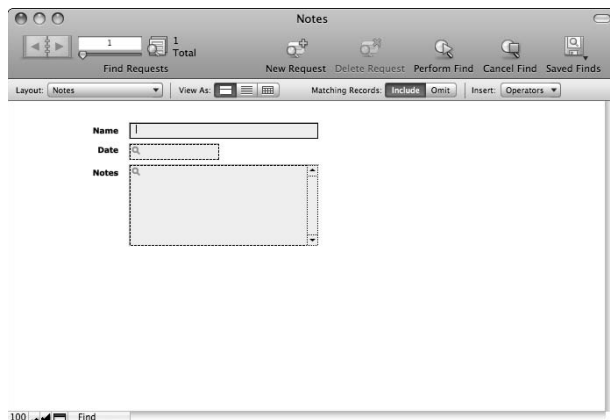 Notes
1
1
Total
Find Requests
New Request Delete Request Perform Find Cancel Find Saved Finds
Layout: Notes View As: Matching Records: Include Omit Insert: Operators
Name
Date
Notes
100 Find